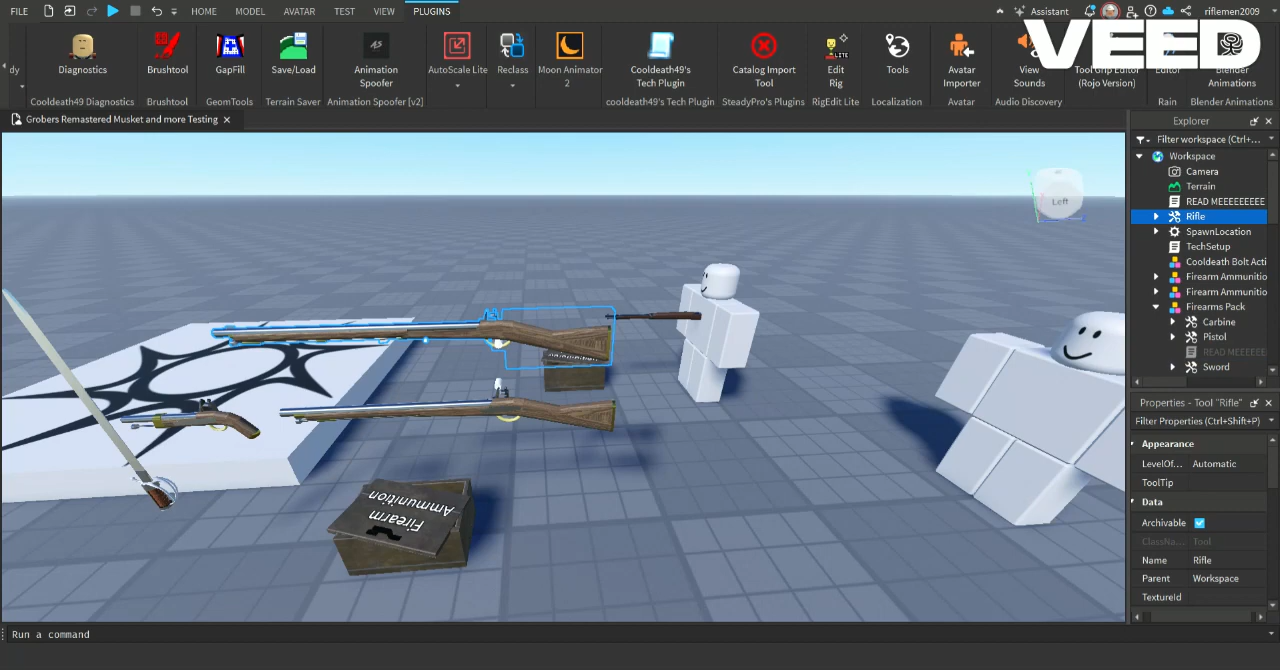 FILE HOME MODEL AVATAR TEST VIEW PLUGINS Assistant riflemen2009
VEED
Diagnostics Brushtool GapFill Save/Load Animation Spoofer AutoScale Lite Reclass Moon Animator 2 Cooldeath49's Tech Plugin Catalog Import Tool Edit Rig Tools Avatar Importer View Sounds Tool Grip Editor (Rojo Version) Editor Blender Animations
dy
AS
LITE
Cooldeath49 Diagnostics Brushtool GeomTools Terrain Saver Animation Spoofer [v2] cooldeath49's Tech Plugin SteadyPro's Plugins RigEdit Lite Localization Avatar Audio Discovery Rain Blender Animations
Grobers Remastered Musket and more Testing
Explorer
Filter workspace (Ctrl+...
Workspace
Camera
Terrain
READ MEEEEEEEEE
Rifle
SpawnLocation
TechSetup
Cooldeath Bolt Acti
Firearm Ammunitio
Firearm Ammunitio
Firearms Pack
Carbine
Pistol
READ MEEEEEE
Sword
Left
Firearm
Ammunition
Properties - Tool "Rifle"
Filter Properties (Ctrl+Shift+P)
Appearance
LevelOf... Automatic
ToolTip
Data
Archivable
ClassNa... Tool
Name Rifle
Parent Workspace
TextureId
Run a command